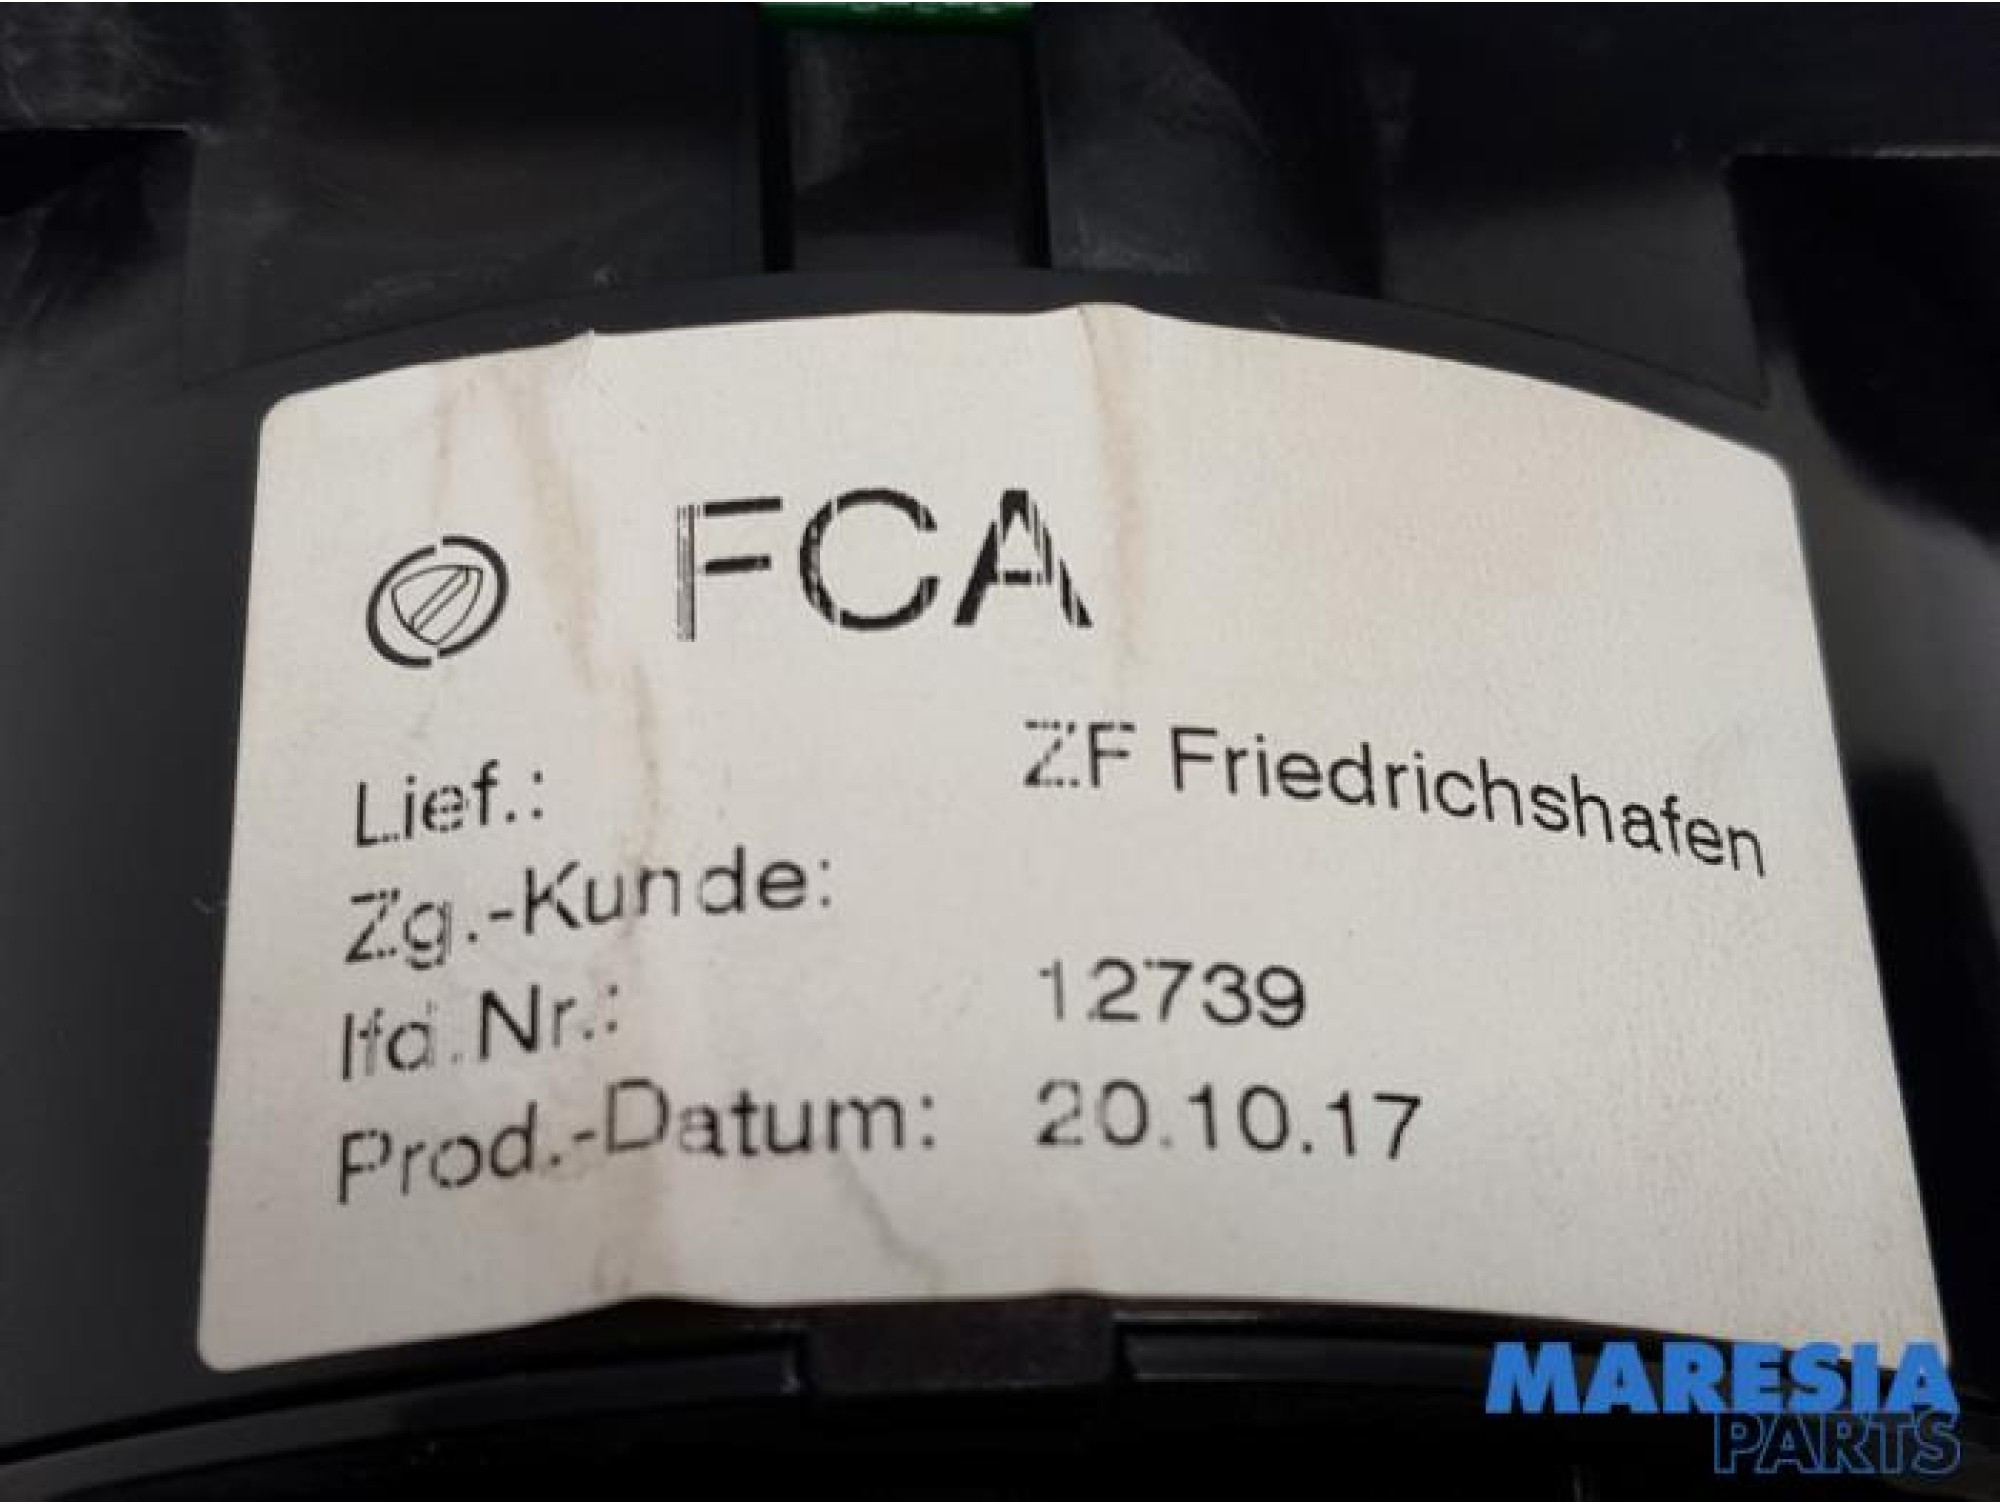 FCA
Lief.: ZF Friedrichshafen
Zg.-Kunde:
lfd.Nr.: 12739
Prod.-Datum: 20.10.17
MARESIA
PARTS